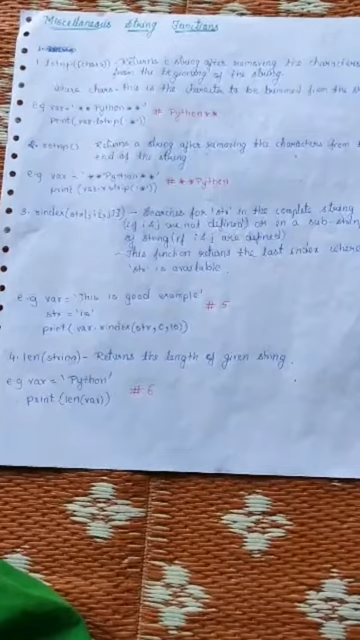 Miscellaneous String Functions
1. lstrip([chars]) - Returns a string after removing the characters
from the beginning of the string.
where chars - this is the character to be trimmed from the
e.g var = '**Python**' # Python**
print(var.lstrip('*'))
2. rstrip() Returns a string after removing the characters from
end of the string
e.g var = '**Python**' # **Python
print (var.rstrip('*'))
3. rindex(str[,i[,j]]) - Searches for 'str' in the complete string
(if i & j are not defined) or in a sub-string
of string (if i & j are defined)
- This function returns the last index where
'str' is available.
e.g var = 'This is good example'
str = 'is' # 5
print (var.rindex(str, 0, 10))
4. len(string) - Returns the length of given string.
e.g var = 'Python' # 6
print (len(var))